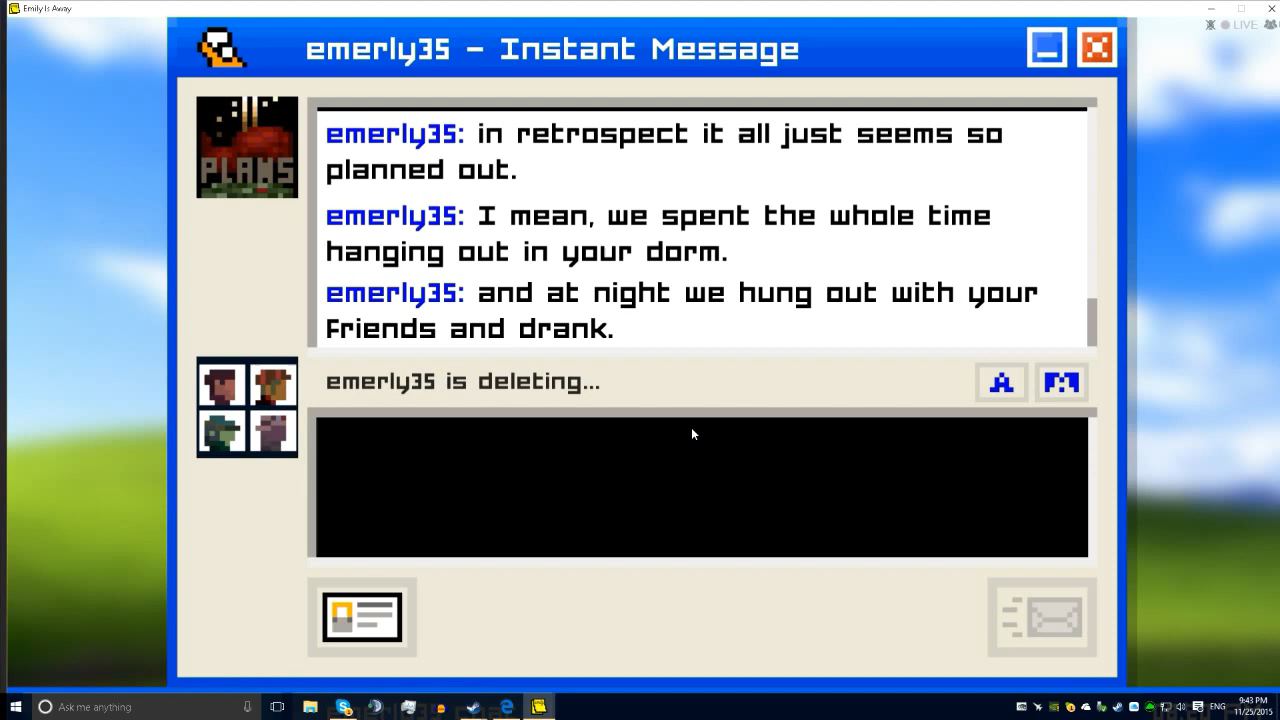 Emily Is Away
LIVE
emerly35 - Instant Message
PLANS
emerly35: in retrospect it all just seems so
planned out.
emerly35: I mean, we spent the whole time
hanging out in your dorm.
emerly35: and at night we hung out with your
friends and drank.
emerly35 is deleting...
A
Ask me anything
ENG
9:43 PM
11/25/2015